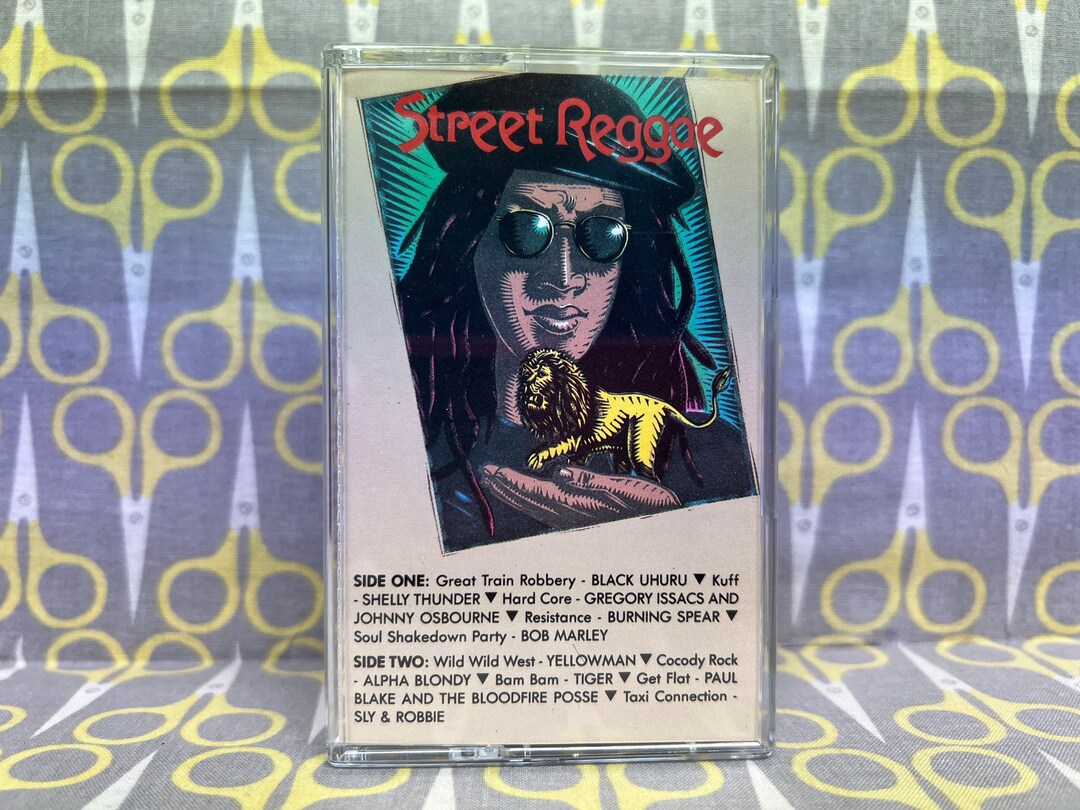 Street Reggae
SIDE ONE: Great Train Robbery - BLACK UHURU ▼ Kuff
- SHELLY THUNDER ▼ Hard Core - GREGORY ISSACS AND
JOHNNY OSBOURNE ▼ Resistance - BURNING SPEAR ▼
Soul Shakedown Party - BOB MARLEY
SIDE TWO: Wild Wild West - YELLOWMAN ▼ Cocody Rock
- ALPHA BLONDY ▼ Bam Bam - TIGER ▼ Get Flat - PAUL
BLAKE AND THE BLOODFIRE POSSE ▼ Taxi Connection -
SLY & ROBBIE